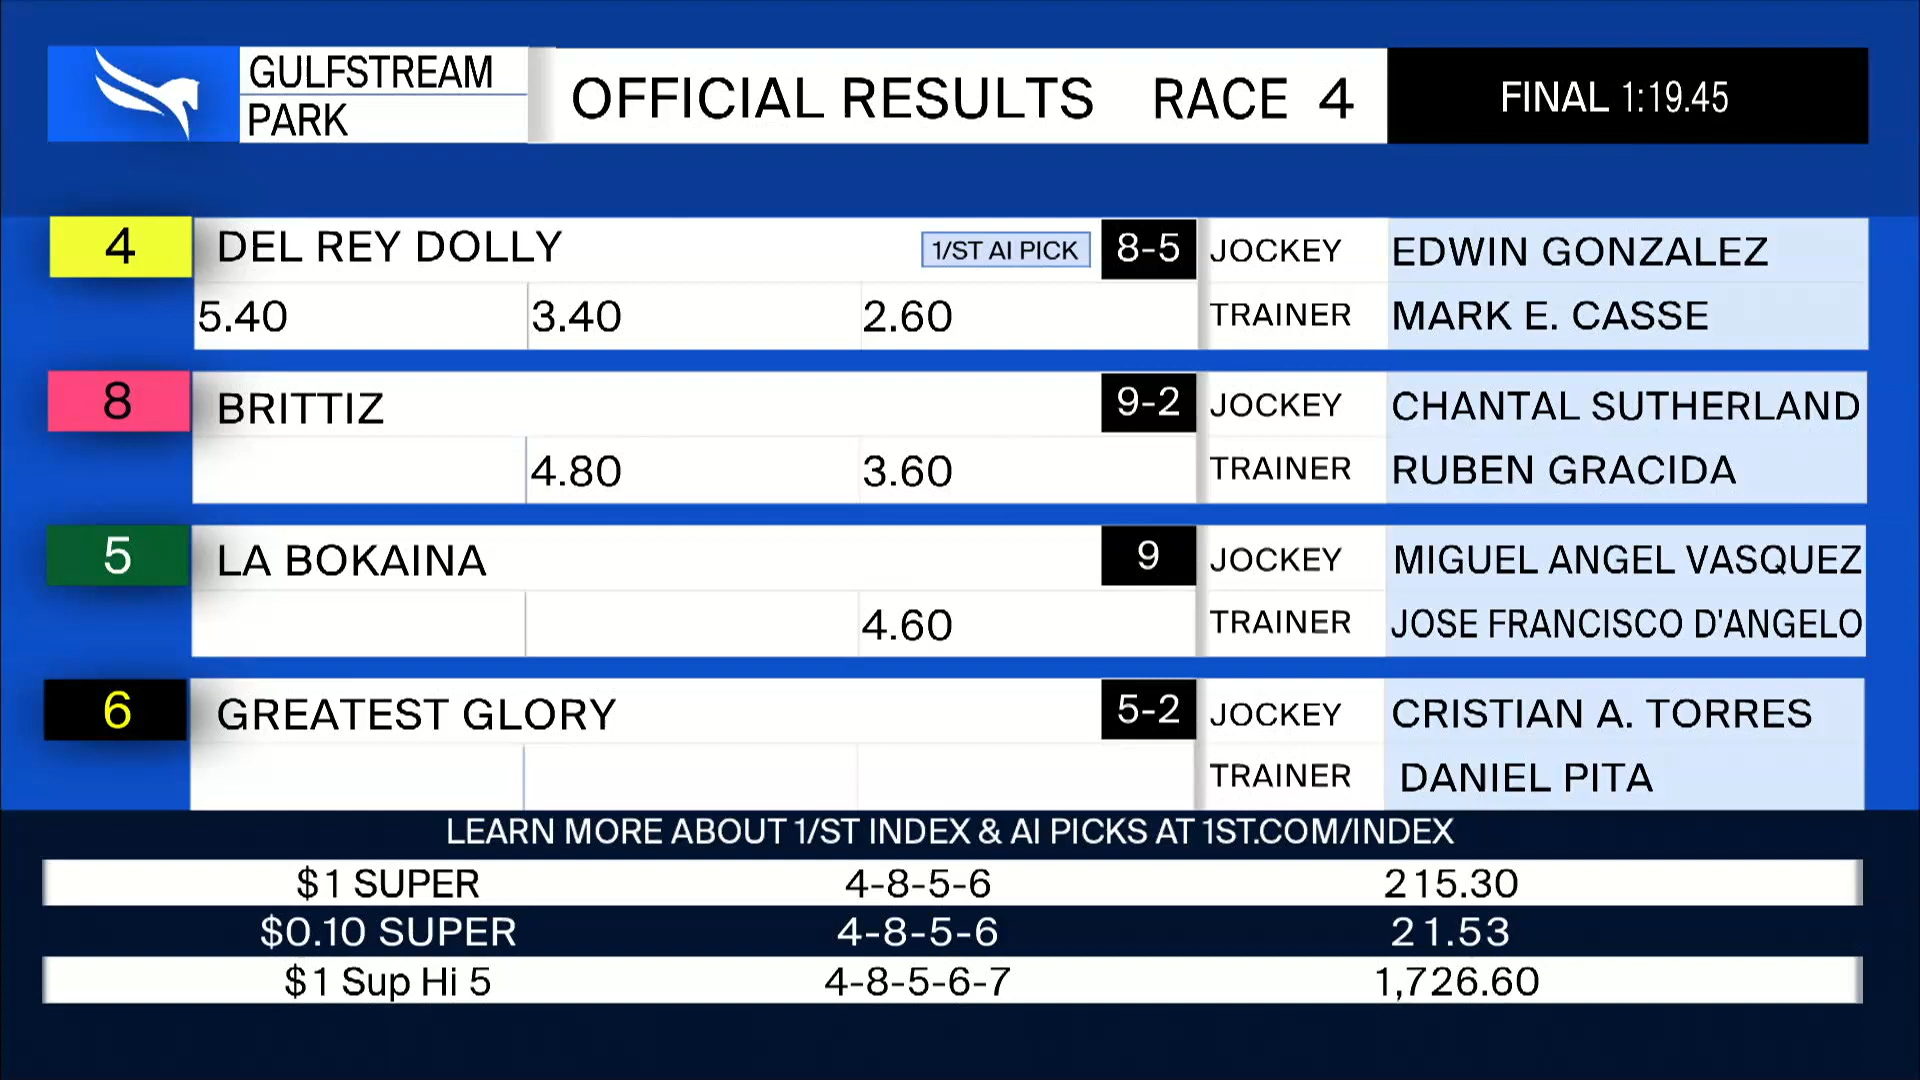 GULFSTREAM
PARK
OFFICIAL RESULTS RACE 4
FINAL 1:19.45
4 DEL REY DOLLY 1/ST AI PICK 8-5 JOCKEY EDWIN GONZALEZ
5.40 3.40 2.60 TRAINER MARK E. CASSE
8 BRITTIZ 9-2 JOCKEY CHANTAL SUTHERLAND
4.80 3.60 TRAINER RUBEN GRACIDA
5 LA BOKAINA 9 JOCKEY MIGUEL ANGEL VASQUEZ
4.60 TRAINER JOSE FRANCISCO D'ANGELO
6 GREATEST GLORY 5-2 JOCKEY CRISTIAN A. TORRES
TRAINER DANIEL PITA
LEARN MORE ABOUT 1/ST INDEX & AI PICKS AT 1ST.COM/INDEX
$1 SUPER 4-8-5-6 215.30
$0.10 SUPER 4-8-5-6 21.53
$1 Sup Hi 5 4-8-5-6-7 1,726.60